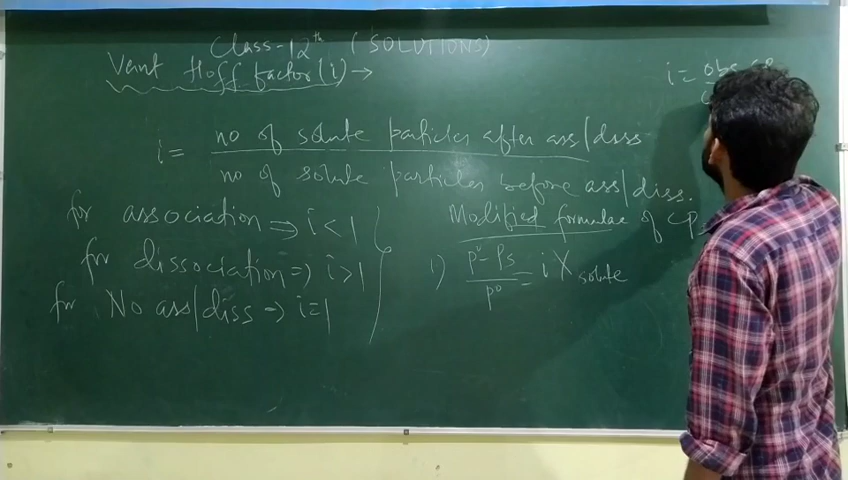 Class-12th (SOLUTIONS)
Vant Hoff factor (i) →
i = obs CP
i = no of solute particles after ass/diss
no of solute particles before ass/diss.
for association ⇒ i < 1
for dissociation ⇒ i > 1
for No ass/diss → i = 1
Modified formulae of CPs
1) p° - Ps / p° = i X solute